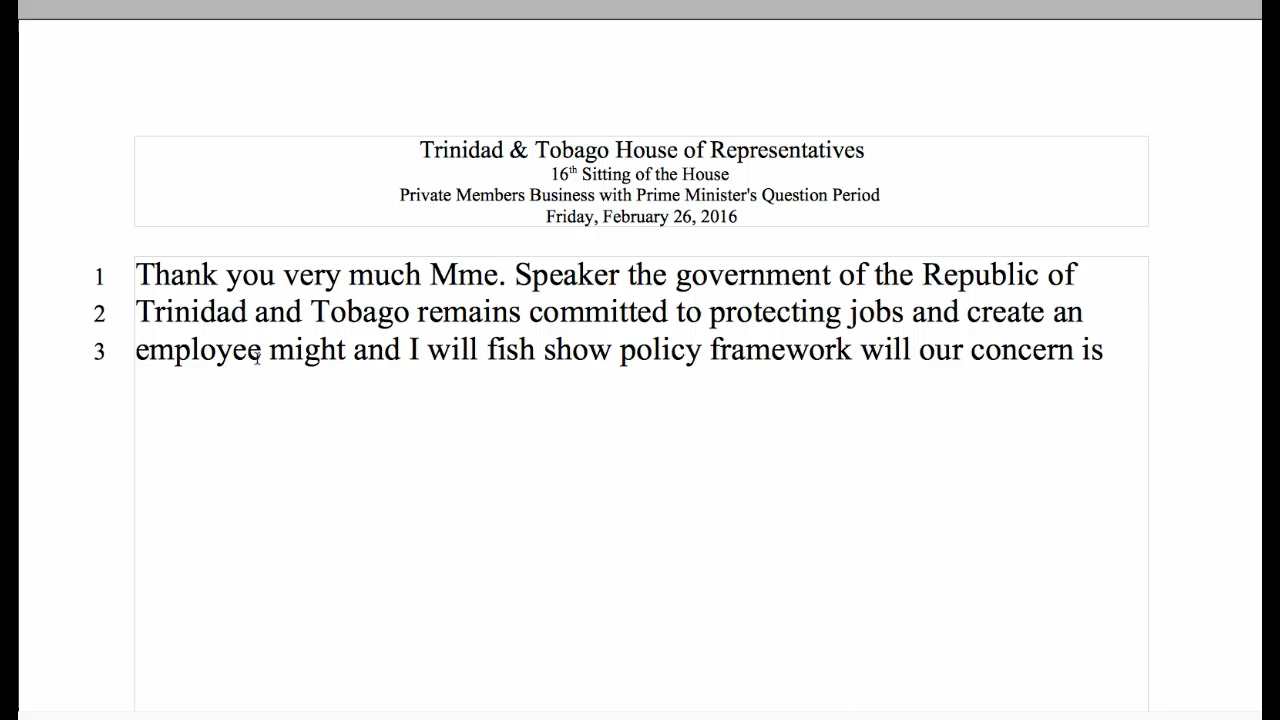 Trinidad & Tobago House of Representatives
16th Sitting of the House
Private Members Business with Prime Minister's Question Period
Friday, February 26, 2016
1 Thank you very much Mme. Speaker the government of the Republic of
2 Trinidad and Tobago remains committed to protecting jobs and create an
3 employee might and I will fish show policy framework will our concern is